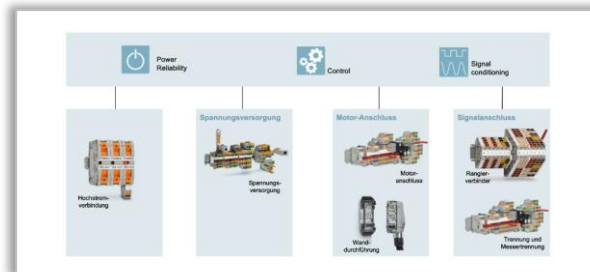 Power
Reliability
Control
Signal
conditioning
Hochstrom-
verbindung
Spannungsversorgung
Spannungs-
versorgung
Motor-Anschluss
Motor-
anschluss
Wand-
durchführung
Signalanschluss
Rangier-
verbinder
Trennung und
Messertrennung